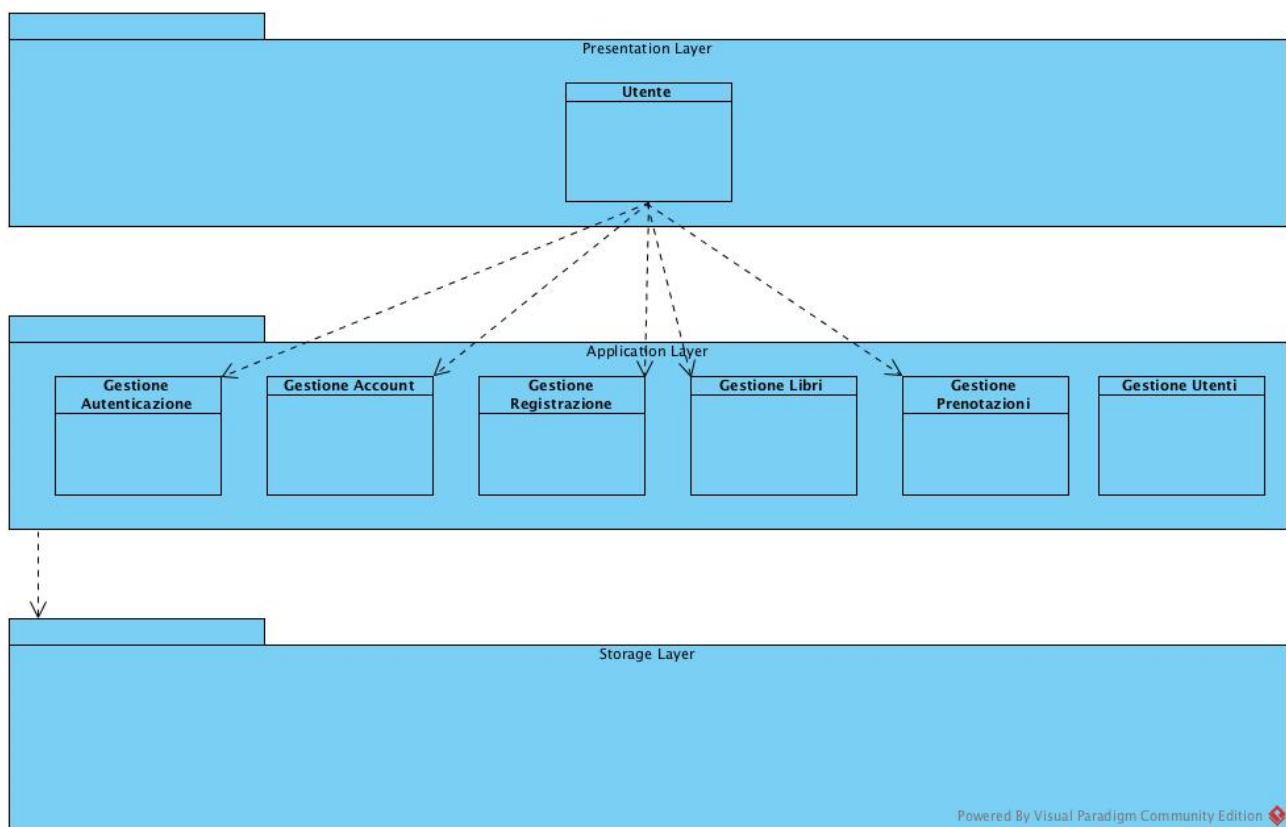 Presentation Layer
Utente
Application Layer
Gestione
Autenticazione
Gestione Account
Gestione
Registrazione
Gestione Libri
Gestione
Prenotazioni
Gestione Utenti
Storage Layer
Powered By Visual Paradigm Community Edition